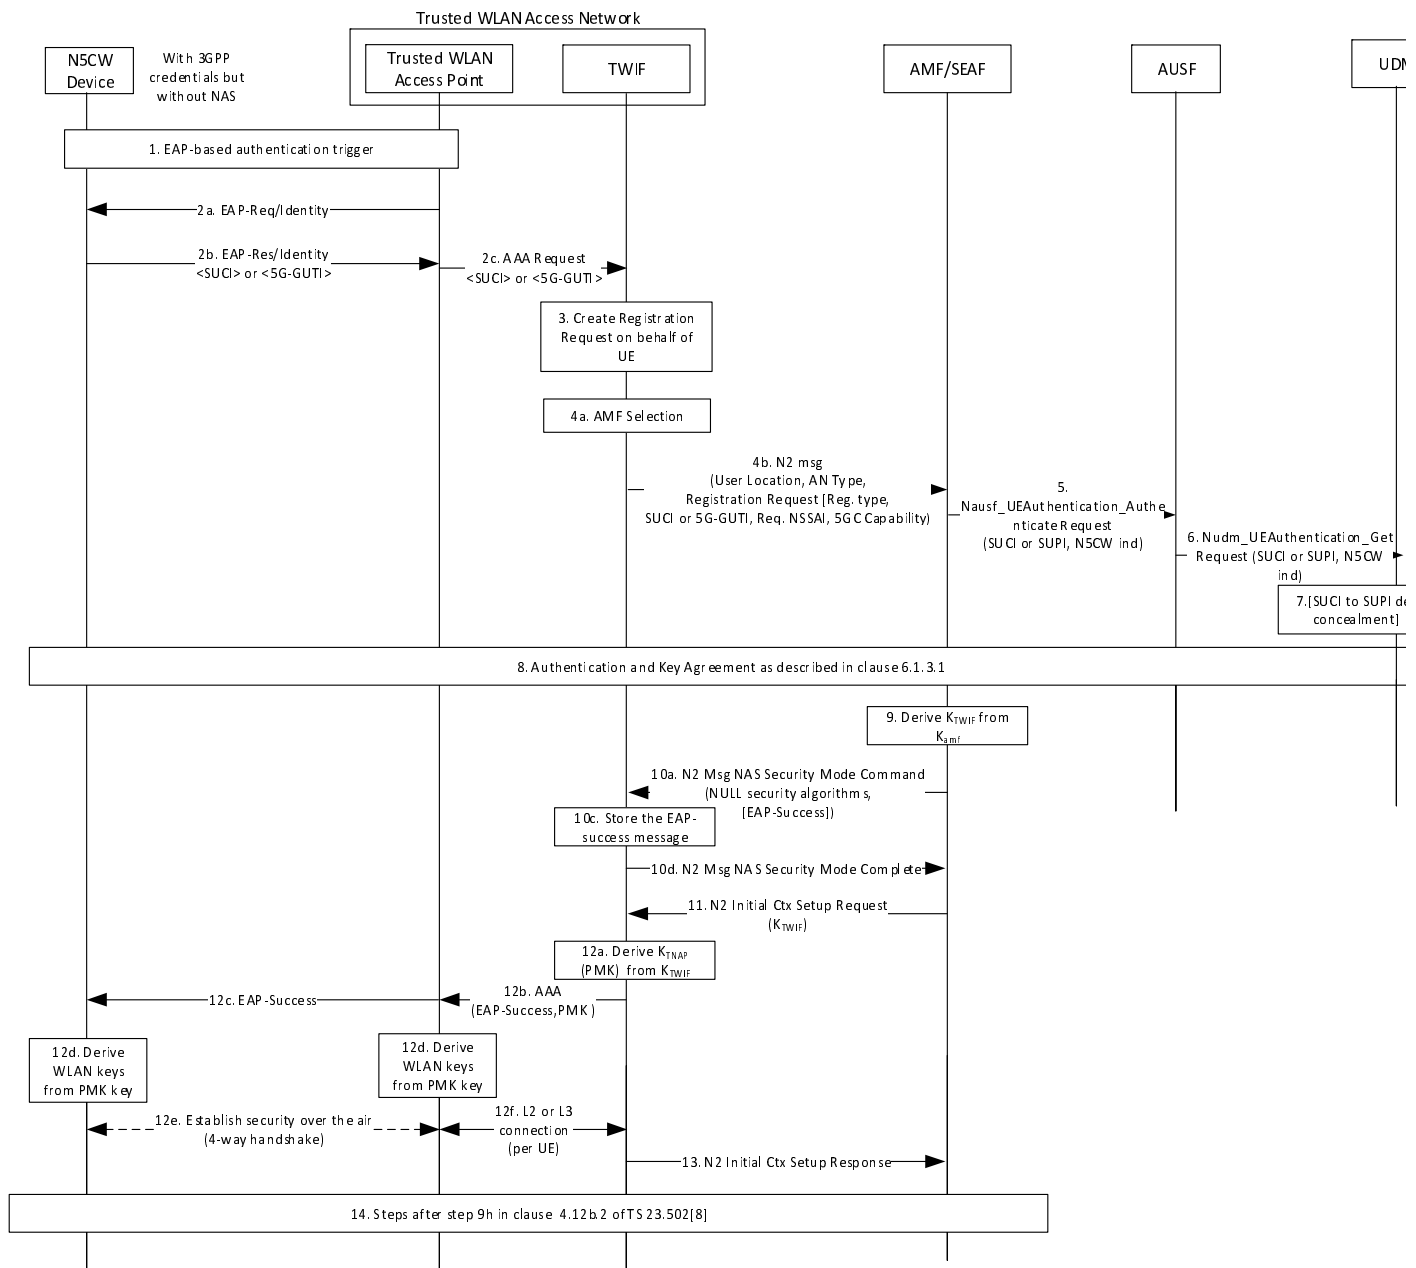 Trusted WLAN Access Network
N5CW
Device
With 3GPP
credentials but
without NAS
Trusted WLAN
Access Point
TWIF
AMF/SEAF
AUSF
UDM
1. EAP-based authentication trigger
2a. EAP-Req/Identity
2b. EAP-Res/Identity
<SUCI> or <5G-GUTI>
2c. AAA Request
<SUCI> or <5G-GUTI>
3. Create Registration
Request on behalf of
UE
4a. AMF Selection
4b. N2 msg
(User Location, AN Type,
Registration Request [Reg. type,
SUCI or 5G-GUTI, Req. NSSAI, 5GC Capability)
5.
Nausf_UEAuthentication_Authe
nticate Request
(SUCI or SUPI, N5CW ind)
6. Nudm_UEAuthentication_Get
Request (SUCI or SUPI, N5CW
ind)
7.[SUCI to SUPI de
concealment]
8. Authentication and Key Agreement as described in clause 6.1.3.1
9. Derive KTWIF from
Kamf
10a. N2 Msg NAS Security Mode Command
(NULL security algorithms,
[EAP-Success])
10c. Store the EAP-
success message
10d. N2 Msg NAS Security Mode Complete
11. N2 Initial Ctx Setup Request
(KTWIF)
12a. Derive KTNAP
(PMK) from KTWIF
12b. AAA
(EAP-Success,PMK )
12c. EAP-Success
12d. Derive
WLAN keys
from PMK key
12d. Derive
WLAN keys
from PMK key
12e. Establish security over the air
(4-way handshake)
12f. L2 or L3
connection
(per UE)
13. N2 Initial Ctx Setup Response
14. Steps after step 9h in clause 4.12b.2 of TS 23.502[8]